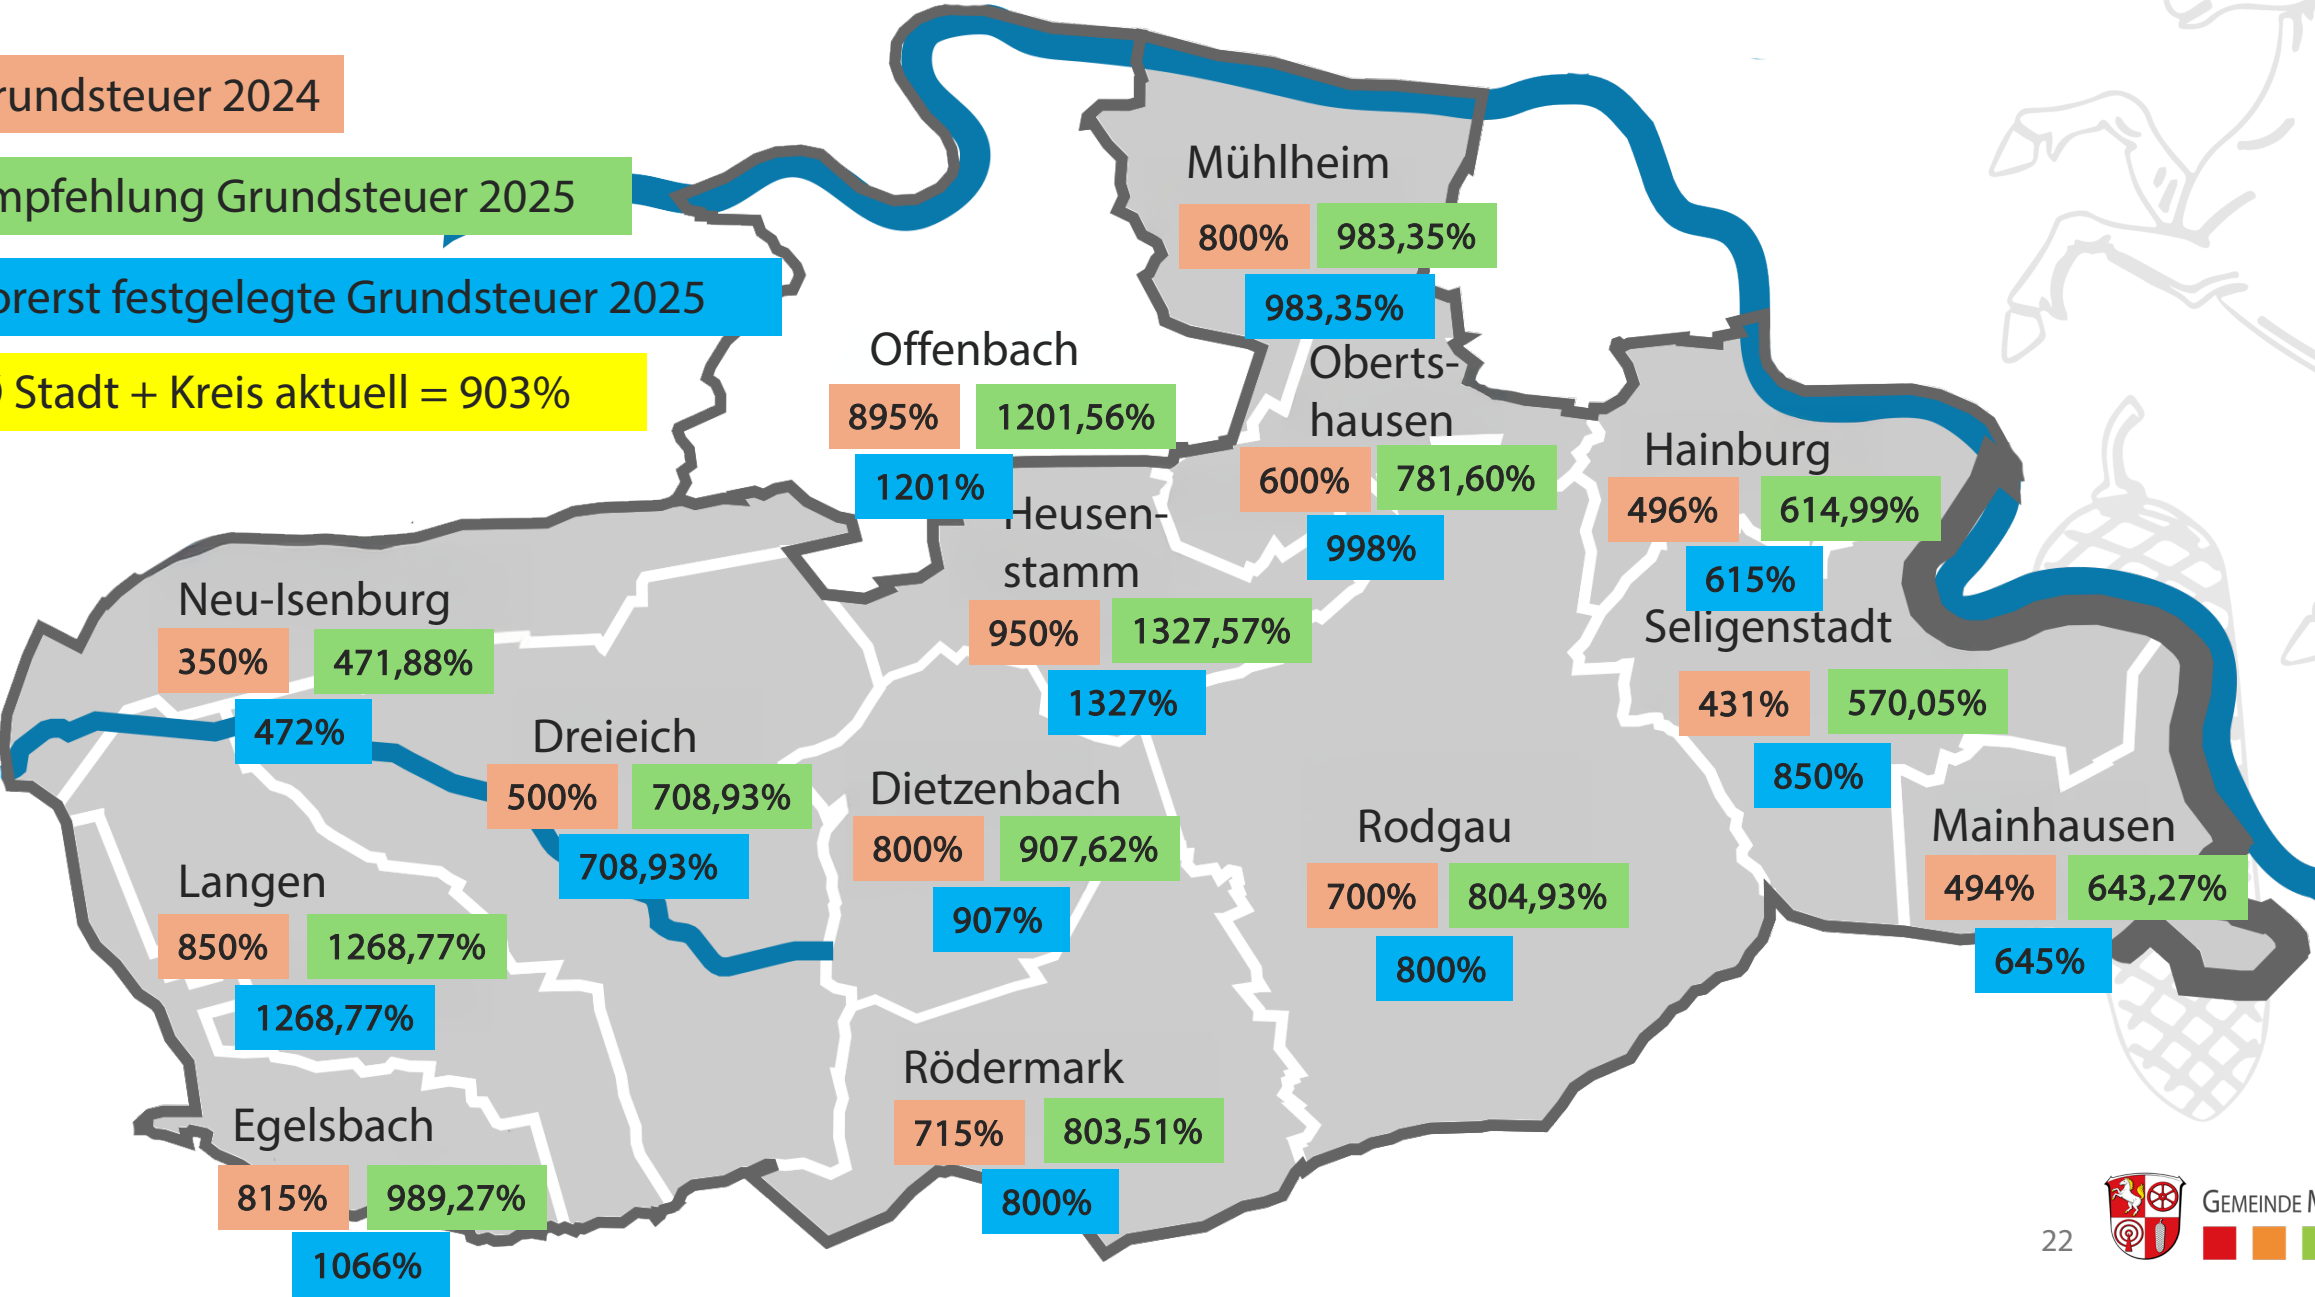 rundsteuer 2024
mpfehlung Grundsteuer 2025
orerst festgelegte Grundsteuer 2025
Stadt + Kreis aktuell = 903%
Mühlheim
800% 983,35%
983,35%
Offenbach
895% 1201,56%
1201%
Oberts-
hausen
600% 781,60%
998%
Hainburg
496% 614,99%
615%
Heusen-
stamm
950% 1327,57%
1327%
Neu-Isenburg
350% 471,88%
472%
Seligenstadt
431% 570,05%
850%
Dreieich
500% 708,93%
708,93%
Dietzenbach
800% 907,62%
907%
Rodgau
700% 804,93%
800%
Mainhausen
494% 643,27%
645%
Langen
850% 1268,77%
1268,77%
Rödermark
715% 803,51%
800%
Egelsbach
815% 989,27%
1066%
22
GEMEINDE M